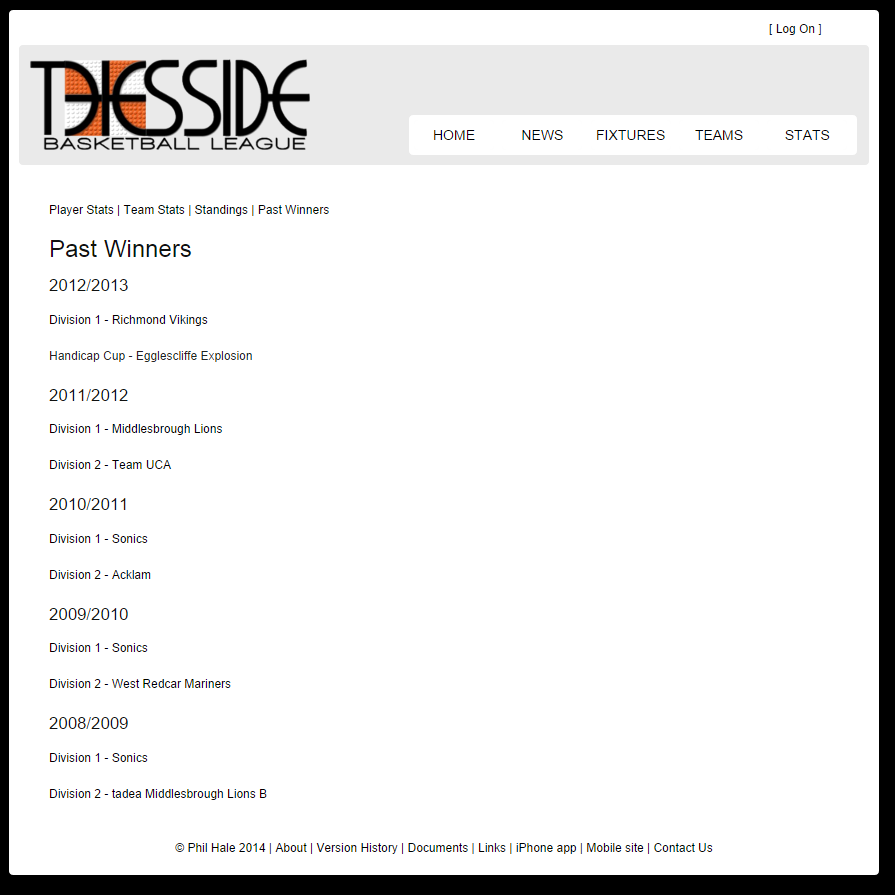 [ Log On ]
TEESSIDE
BASKETBALL LEAGUE
HOME NEWS FIXTURES TEAMS STATS
Player Stats | Team Stats | Standings | Past Winners
Past Winners
2012/2013
Division 1 - Richmond Vikings
Handicap Cup - Egglescliffe Explosion
2011/2012
Division 1 - Middlesbrough Lions
Division 2 - Team UCA
2010/2011
Division 1 - Sonics
Division 2 - Acklam
2009/2010
Division 1 - Sonics
Division 2 - West Redcar Mariners
2008/2009
Division 1 - Sonics
Division 2 - tadea Middlesbrough Lions B
© Phil Hale 2014 | About | Version History | Documents | Links | iPhone app | Mobile site | Contact Us